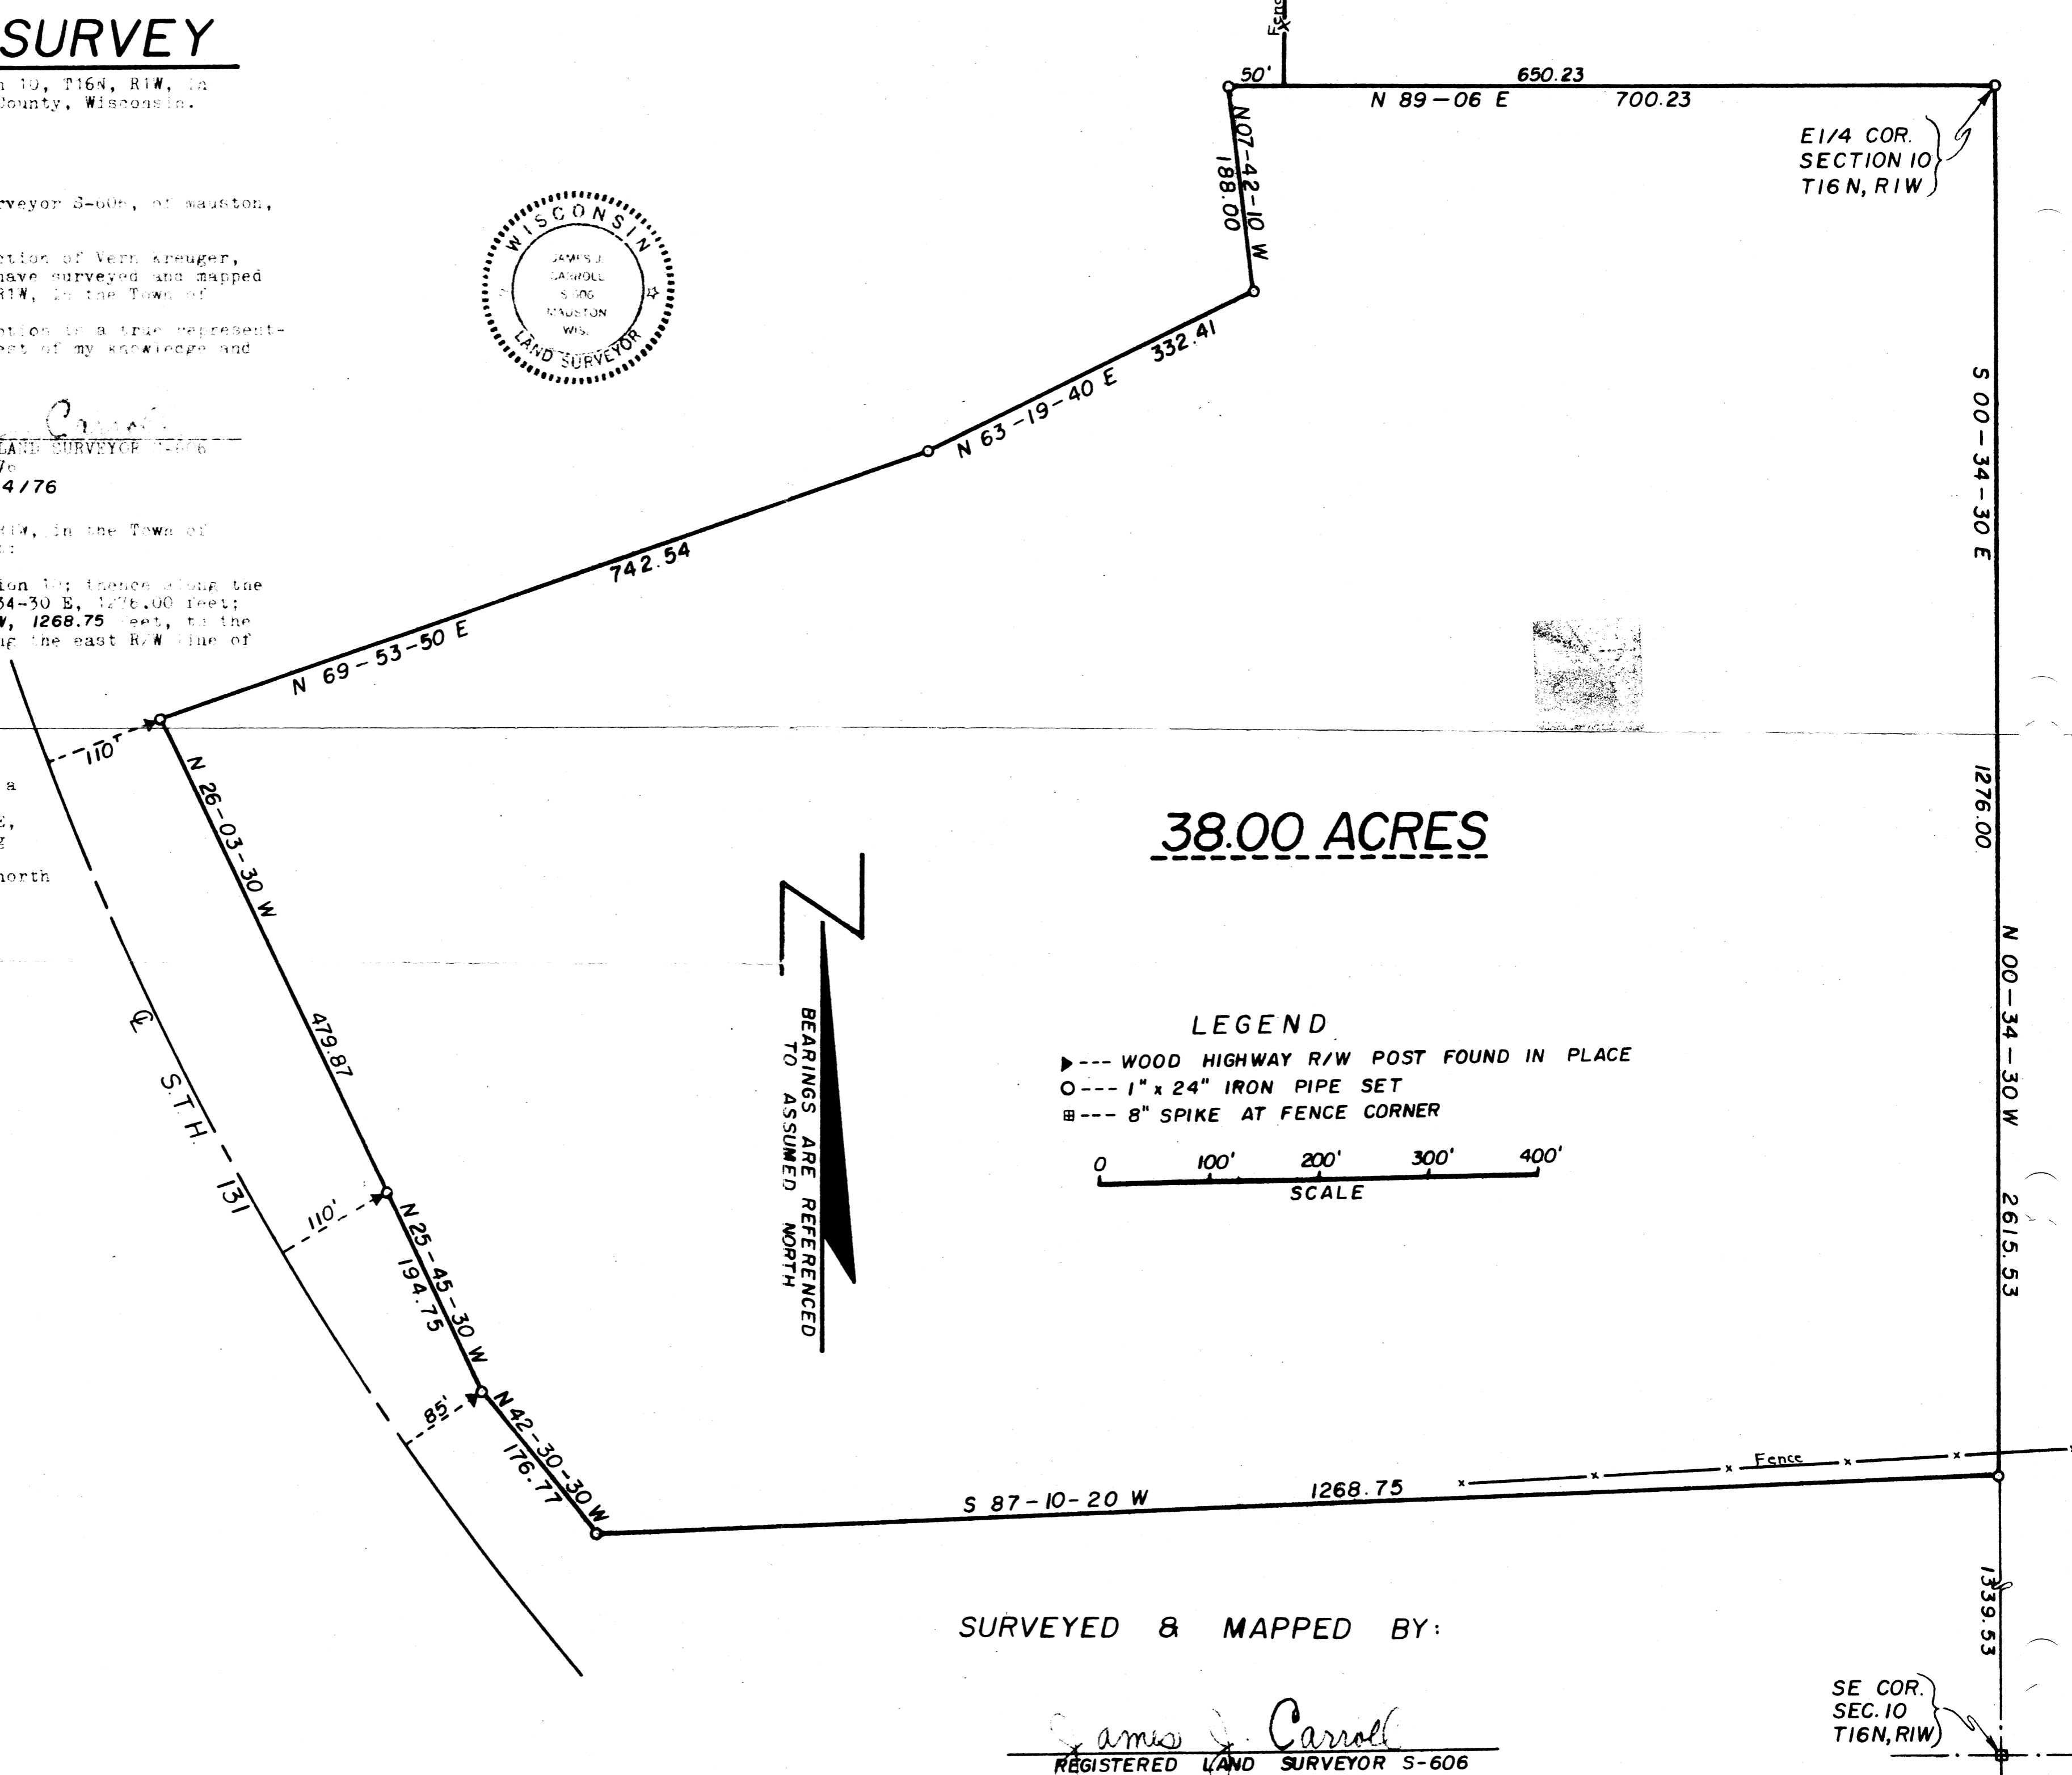 SURVEY
10, T16N, R1W, in
County, Wisconsin.
rveyor S-606, of mauston,
ction of Vern Kreuger,
have surveyed and mapped
R1W, in the Town of
ption is a true represent-
est of my knowledge and
Carroll
LAND SURVEYOR S-606
76
4/76
R1W, in the Town of
ion 10; thence along the
34-30 E, 1276.00 feet;
W, 1268.75 feet, to the
ng the east R/W line of
a
E,
g
north
WISCONSIN
JAMES J.
CARROLL
S-606
MAUSTON
WIS.
LAND SURVEYOR
Fence
50'
650.23
N 89-06 E 700.23
E1/4 COR.
SECTION 10
T16N, R1W
N07-42-10 W
188.00
332.41
N 63-19-40 E
742.54
N 69-53-50 E
S 00-34-30 E
1276.00
110'
N 26-03-30 W
479.87
38.00 ACRES
N 00-34-30 W 2615.53
BEARINGS ARE REFERENCED
TO ASSUMED NORTH
LEGEND
--- WOOD HIGHWAY R/W POST FOUND IN PLACE
--- 1" x 24" IRON PIPE SET
--- 8" SPIKE AT FENCE CORNER
0 100' 200' 300' 400'
SCALE
℄ S.T.H. 131
110'
N 25-45-30 W
194.75
85'
N 42-30-30 W
176.77
Fence
S 87-10-20 W 1268.75
1339.53
SURVEYED & MAPPED BY:
James J. Carroll
REGISTERED LAND SURVEYOR S-606
SE COR.
SEC. 10
T16N, R1W